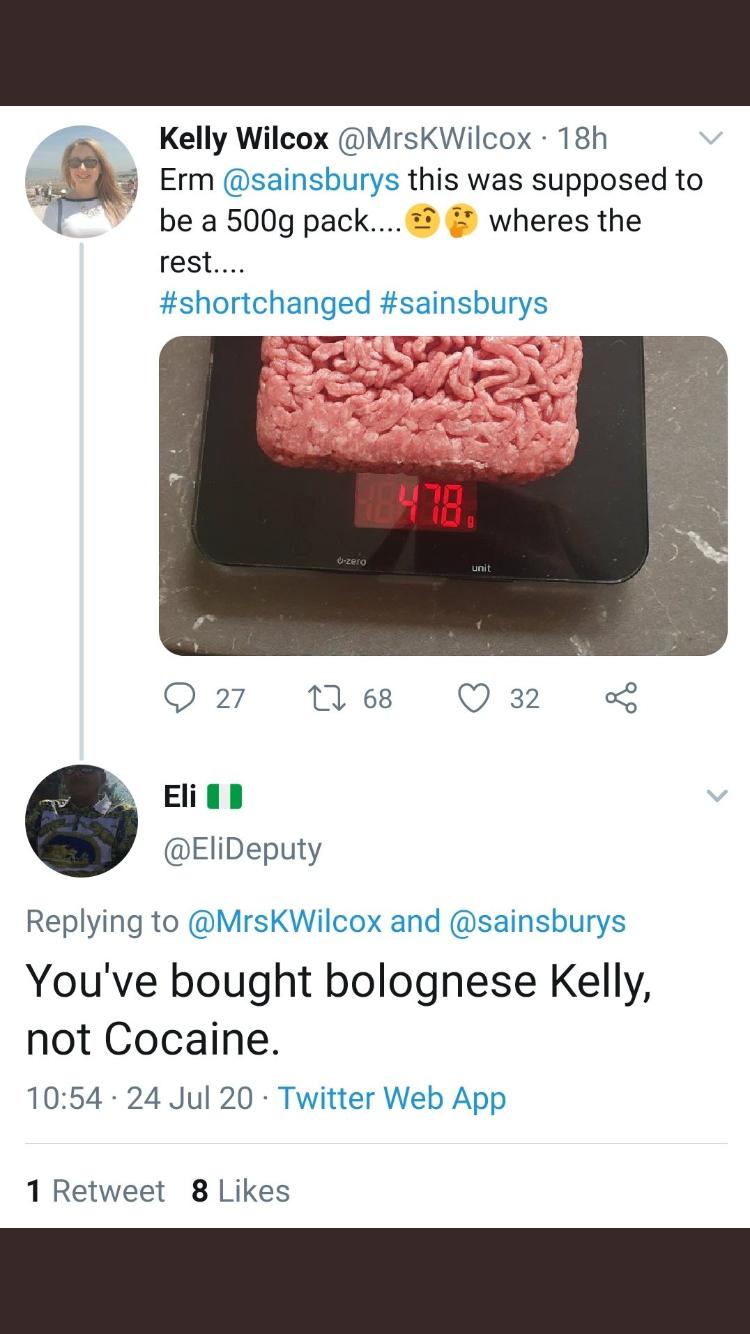 Kelly Wilcox @MrsKWilcox · 18h
Erm @sainsburys this was supposed to
be a 500g pack....🤨🤔 wheres the
rest....
#shortchanged #sainsburys
478g
zero unit
27 68 32
Eli 🇳🇬
@EliDeputy
Replying to @MrsKWilcox and @sainsburys
You've bought bolognese Kelly,
not Cocaine.
10:54 · 24 Jul 20 · Twitter Web App
1 Retweet 8 Likes